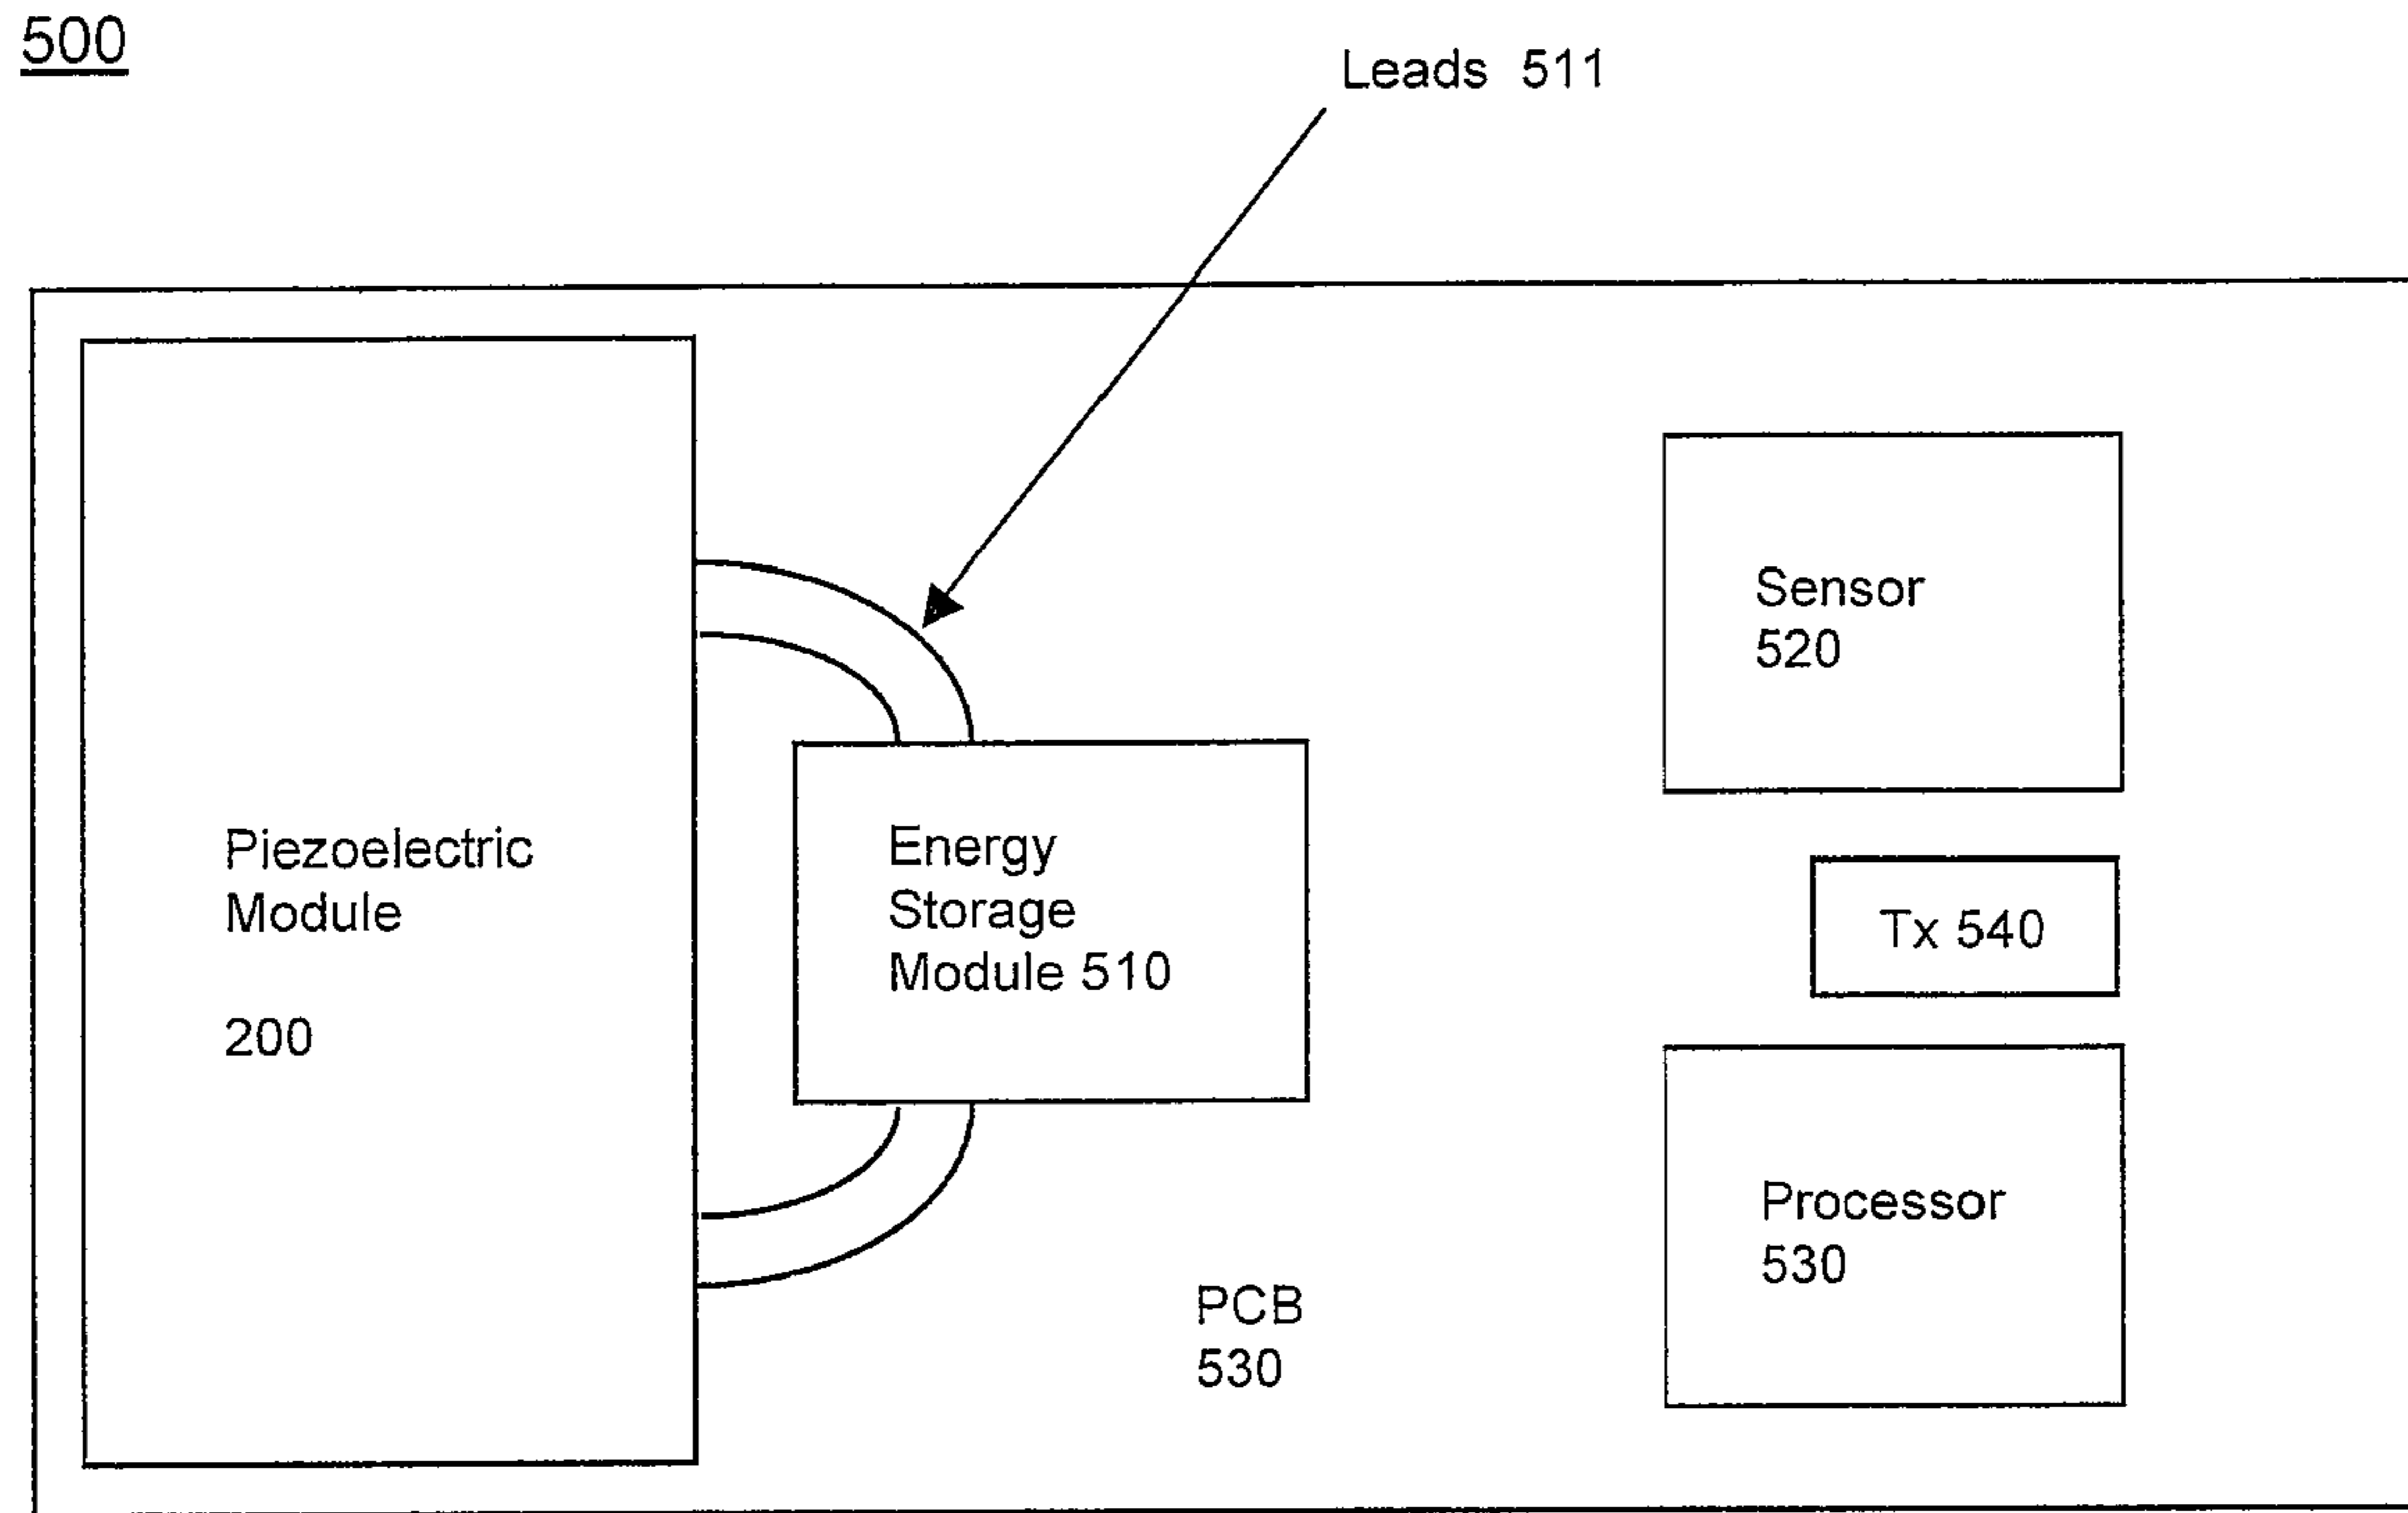 500
Leads 511
Piezoelectric
Module
200
Energy
Storage
Module 510
Sensor
520
Tx 540
Processor
530
PCB
530